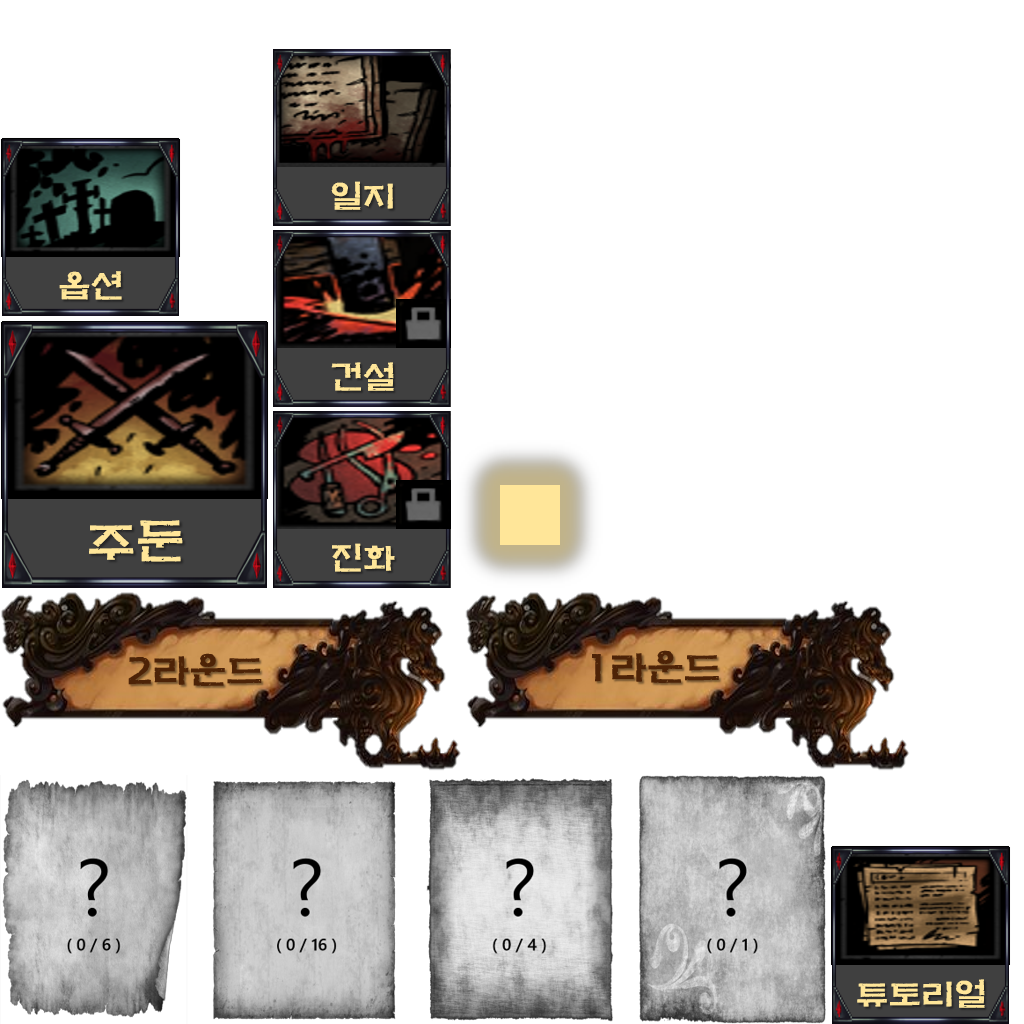 일지
옵션
건설
주둔
진화
2라운드
1라운드
?
( 0 / 6 )
?
( 0 / 16 )
?
( 0 / 4 )
?
( 0 / 1 )
튜토리얼